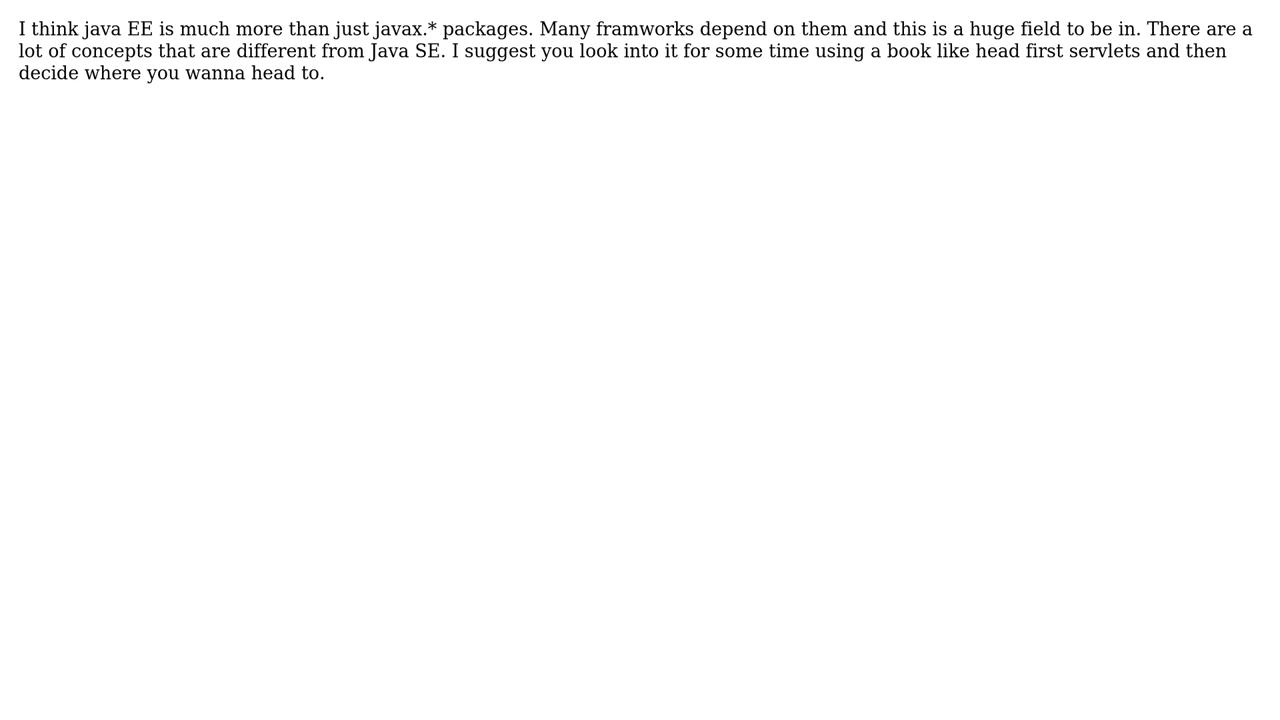 I think java EE is much more than just javax.* packages. Many framworks depend on them and this is a huge field to be in. There are a
lot of concepts that are different from Java SE. I suggest you look into it for some time using a book like head first servlets and then
decide where you wanna head to.